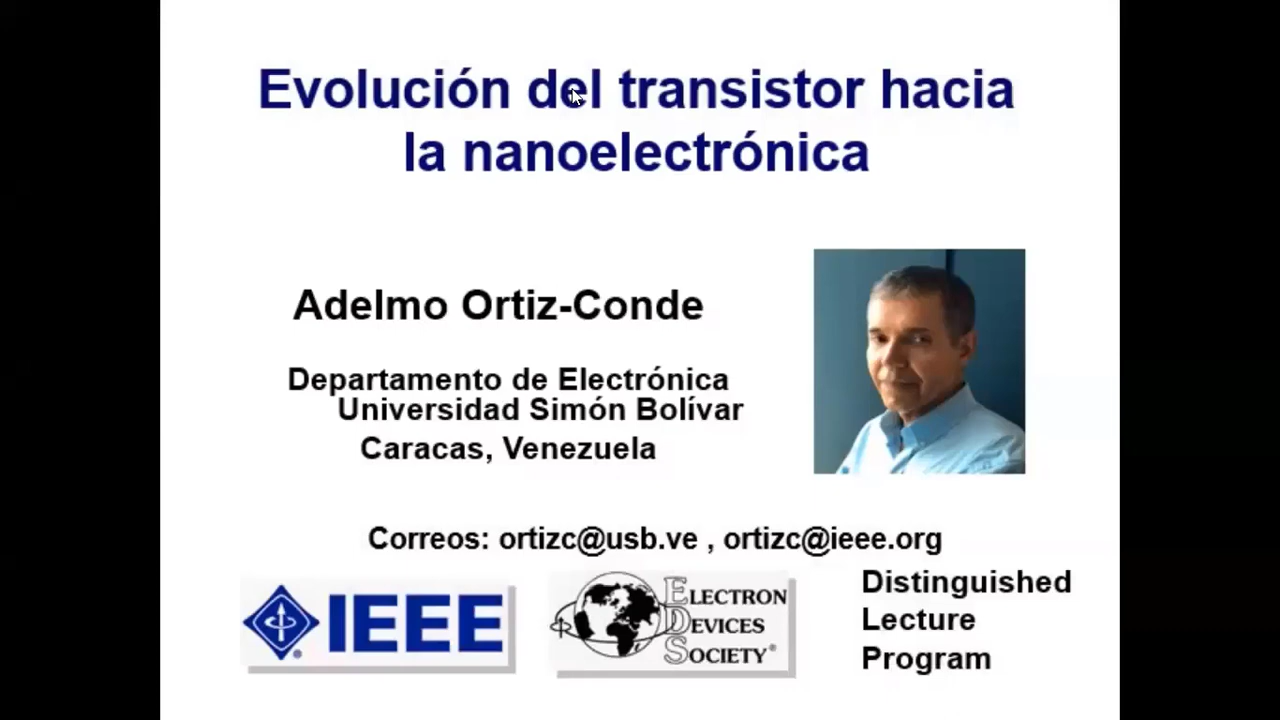 Evolución del transistor hacia
la nanoelectrónica
Adelmo Ortiz-Conde
Departamento de Electrónica
Universidad Simón Bolívar
Caracas, Venezuela
Correos: ortizc@usb.ve , ortizc@ieee.org
IEEE
ELECTRON
DEVICES
SOCIETY®
Distinguished
Lecture
Program